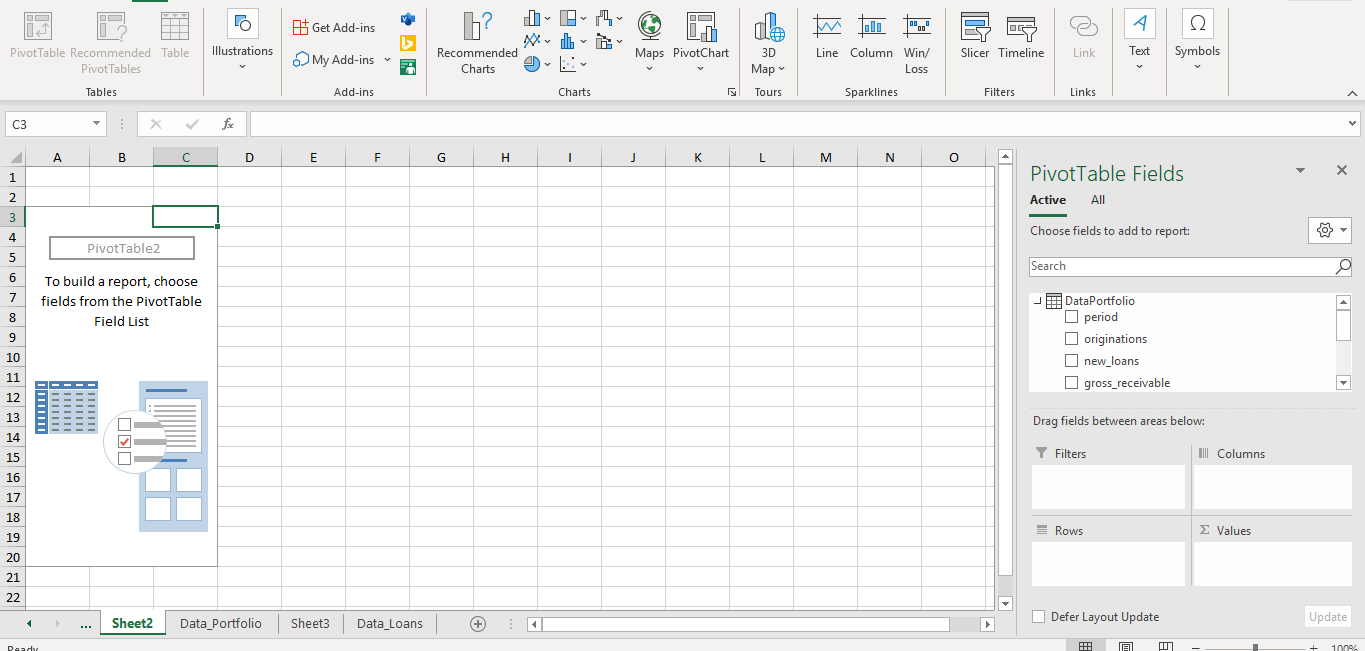 PivotTable
Recommended
PivotTables
Table
Tables
Illustrations
Get Add-ins
My Add-ins
Add-ins
Recommended
Charts
Maps
PivotChart
Charts
3D
Map
Tours
Line
Column
Win/
Loss
Sparklines
Slicer
Timeline
Filters
Link
Links
Text
Symbols
C3
fx
A B C D E F G H I J K L M N O
1
2
3
4
5
6
7
8
9
10
11
12
13
14
15
16
17
18
19
20
21
22
PivotTable2
To build a report, choose
fields from the PivotTable
Field List
PivotTable Fields
Active All
Choose fields to add to report:
Search
DataPortfolio
period
originations
new_loans
gross_receivable
Drag fields between areas below:
Filters
Columns
Rows
Σ Values
Defer Layout Update
Update
... Sheet2 Data_Portfolio Sheet3 Data_Loans
Ready
100%